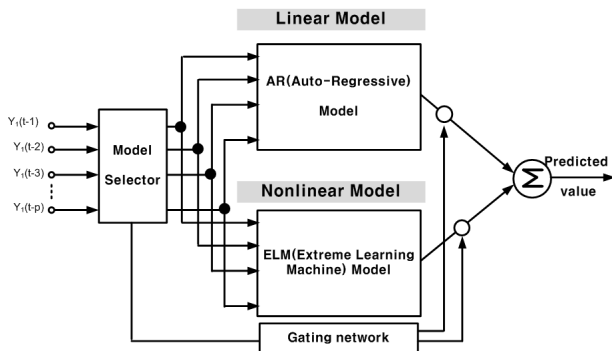 Linear Model
AR(Auto-Regressive)
Model
Y₁(t-1)
Y₁(t-2)
Y₁(t-3)
Y₁(t-p)
Model
Selector
Nonlinear Model
ELM(Extreme Learning
Machine) Model
Gating network
Σ
Predicted
value